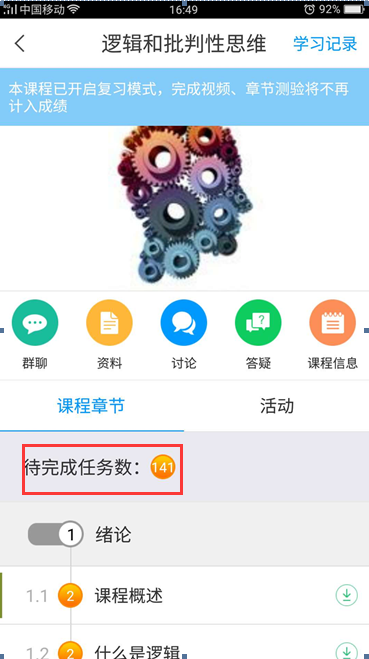 4G 中国移动 16:49 92%
逻辑和批判性思维 学习记录
本课程已开启复习模式，完成视频、章节测验将不再
计入成绩
群聊 资料 讨论 答疑 课程信息
课程章节 活动
待完成任务数： 141
1 绪论
1.1 2 课程概述
1.2 2 什么是逻辑